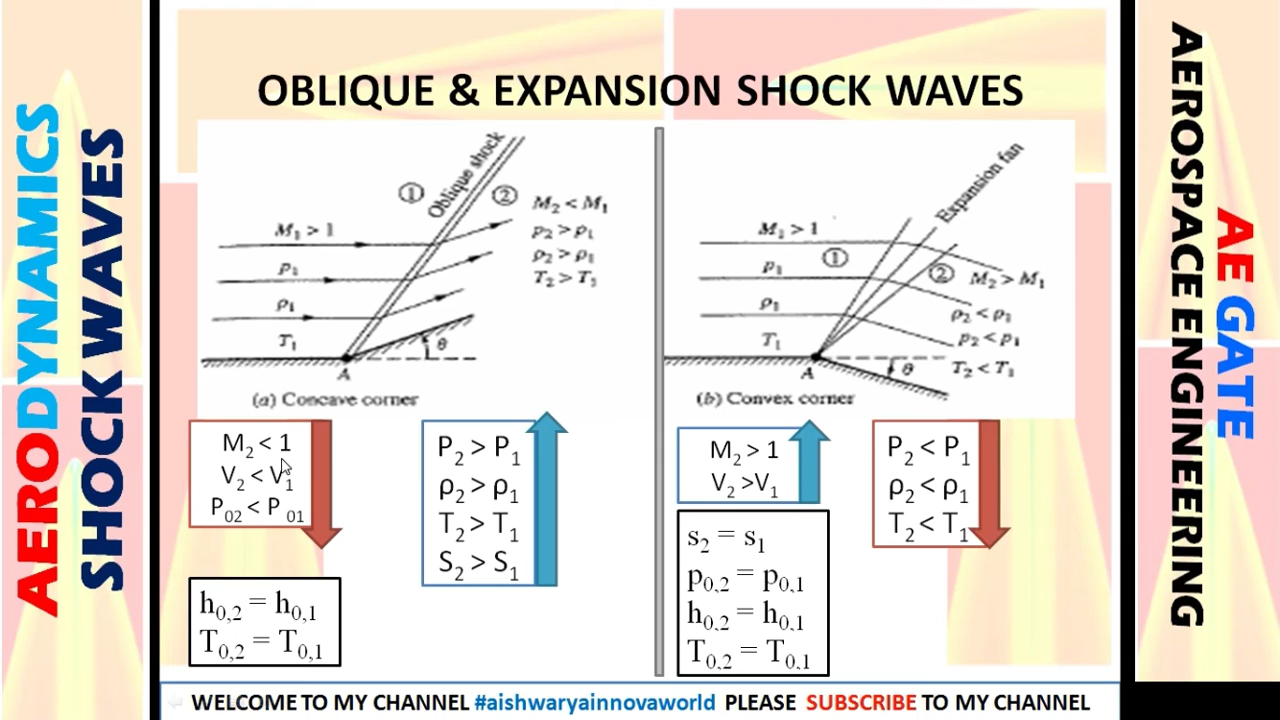 AERODYNAMICS
SHOCK WAVES
OBLIQUE & EXPANSION SHOCK WAVES
①
Oblique shock
②
M₁ > 1
p₁
ρ₁
T₁
M₂ < M₁
p₂ > p₁
ρ₂ > ρ₁
T₂ > T₁
θ
A
(a) Concave corner
Expansion fan
M₁ > 1
①
p₁
ρ₁
T₁
②
M₂ > M₁
ρ₂ < ρ₁
p₂ < p₁
T₂ < T₁
θ
A
(b) Convex corner
M₂ < 1
V₂ < V₁
P₀₂ < P ₀₁
P₂ > P₁
ρ₂ > ρ₁
T₂ > T₁
S₂ > S₁
h₀,₂ = h₀,₁
T₀,₂ = T₀,₁
M₂ > 1
V₂ >V₁
P₂ < P₁
ρ₂ < ρ₁
T₂ < T₁
s₂ = s₁
p₀,₂ = p₀,₁
h₀,₂ = h₀,₁
T₀,₂ = T₀,₁
WELCOME TO MY CHANNEL #aishwaryainnovaworld PLEASE SUBSCRIBE TO MY CHANNEL
AEROSPACE ENGINEERING
AE GATE